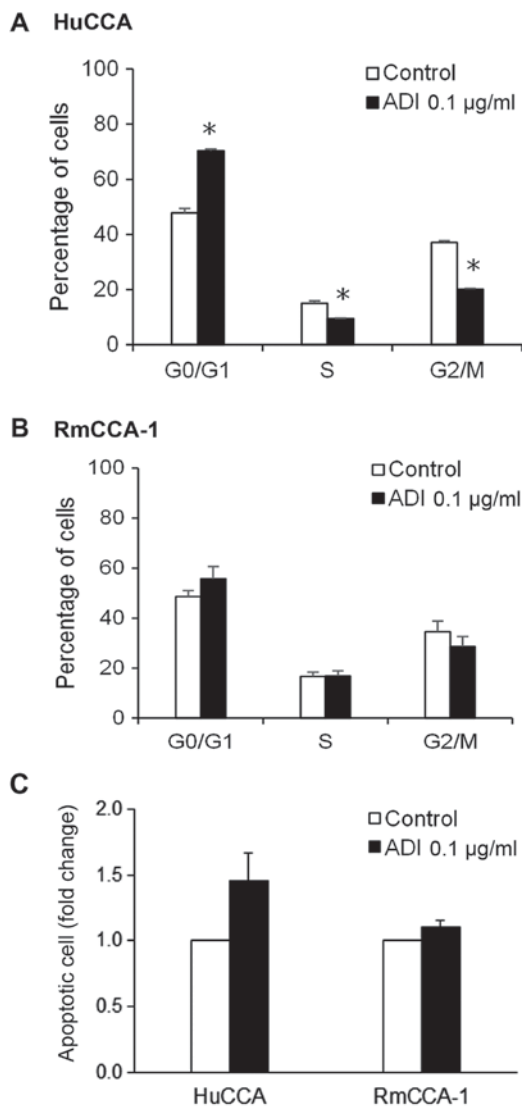 A HuCCA
Percentage of cells
100
80
60
40
20
0
Control
ADI 0.1 µg/ml
*
*
*
G0/G1 S G2/M
B RmCCA-1
Percentage of cells
100
80
60
40
20
0
Control
ADI 0.1 µg/ml
G0/G1 S G2/M
C
Apoptotic cell (fold change)
2.0
1.5
1.0
0.5
0.0
Control
ADI 0.1 µg/ml
HuCCA RmCCA-1